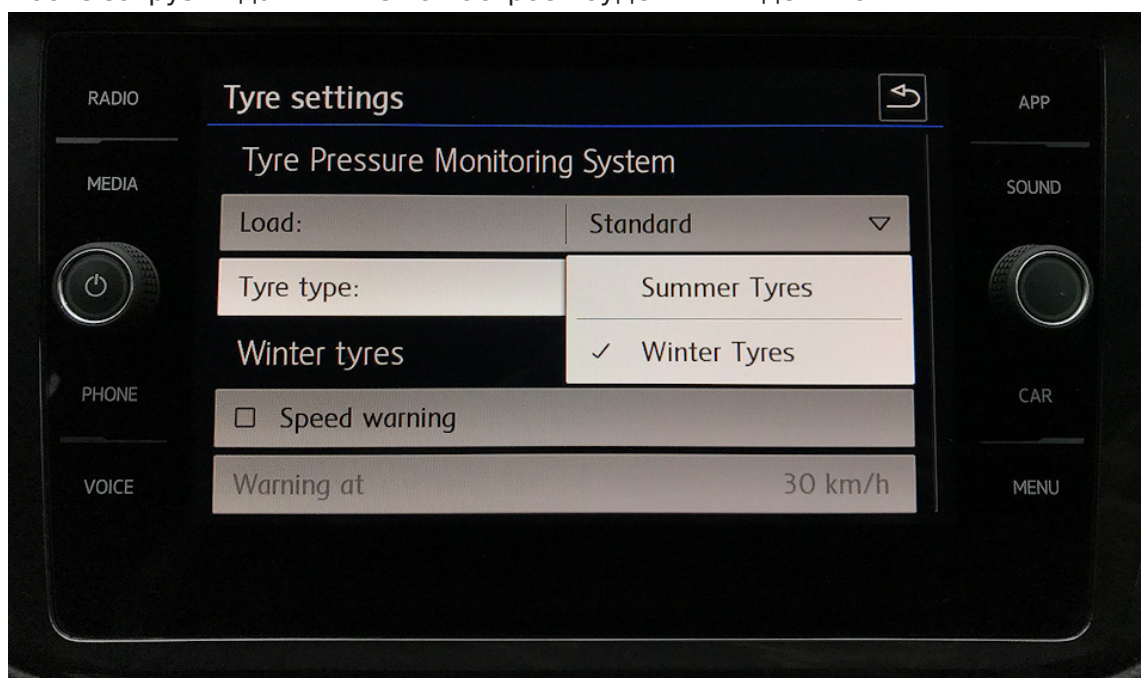 RADIO
MEDIA
PHONE
VOICE
Tyre settings
Tyre Pressure Monitoring System
Load: Standard
Tyre type: Summer Tyres
Winter tyres ✓ Winter Tyres
Speed warning
Warning at 30 km/h
APP
SOUND
CAR
MENU